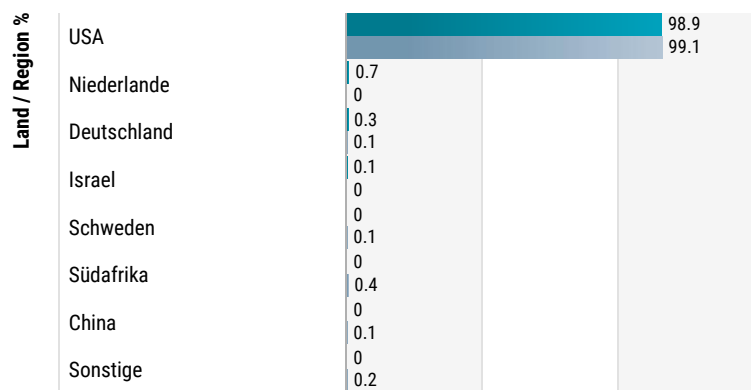 Land / Region %
USA
98.9
99.1
Niederlande
0.7
0
Deutschland
0.3
0.1
Israel
0.1
0
Schweden
0
0.1
Südafrika
0
0.4
China
0
0.1
Sonstige
0
0.2